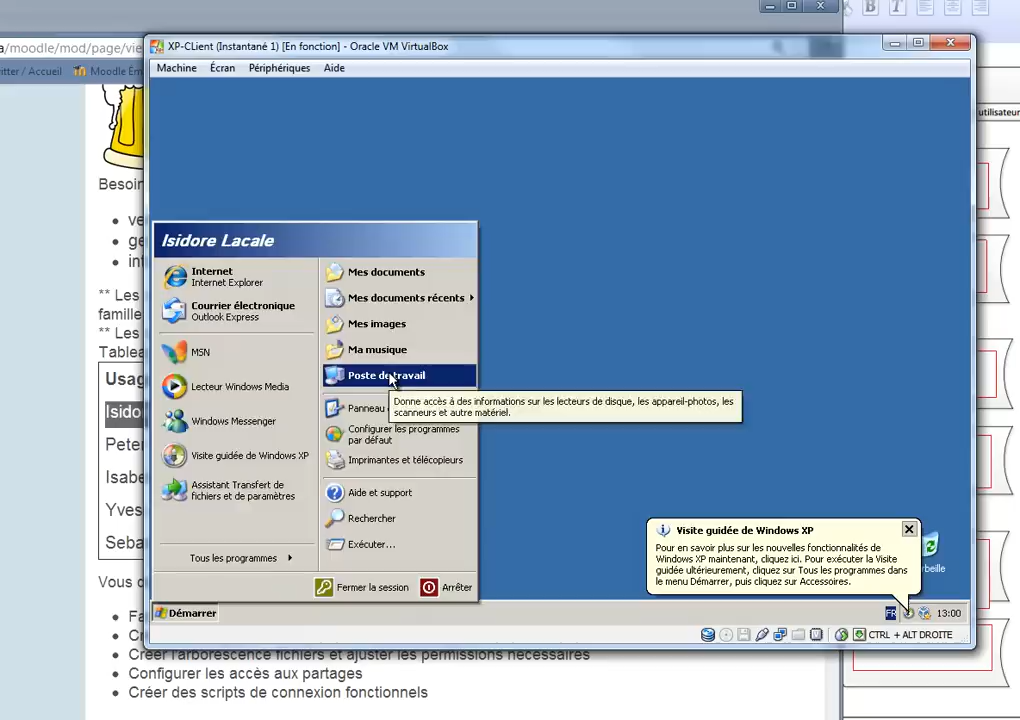 XP-CLient (Instantané 1) [En fonction] - Oracle VM VirtualBox
a/moodle/mod/page/vie
itter / Accueil
Machine
Écran
Périphériques
Aide
utilisateur
Besoin
ve
Isidore Lacale
ge
Internet
Internet Explorer
Mes documents
Courrier électronique
Outlook Express
Mes documents récents
** Les
famille
Mes images
** Les
MSN
Ma musique
Tablea
Usag
Lecteur Windows Media
Poste de travail
Donne accès à des informations sur les lecteurs de disque, les appareil-photos, les
scanneurs et autre matériel.
Isido
Panneau
Windows Messenger
Configurer les programmes
par défaut
Peter
Visite guidée de Windows XP
Imprimantes et télécopieurs
Isabe
Assistant Transfert de
fichiers et de paramètres
Aide et support
Yves
Rechercher
Seba
Exécuter...
Tous les programmes
Visite guidée de Windows XP
Pour en savoir plus sur les nouvelles fonctionnalités de
Windows XP maintenant, cliquez ici. Pour exécuter la Visite
guidée ultérieurement, cliquez sur Tous les programmes dans
le menu Démarrer, puis cliquez sur Accessoires.
beille
Vous d
Fermer la session
Arrêter
Démarrer
FR
13:00
CTRL + ALT DROITE
Créer l'arborescence fichiers et ajuster les permissions nécessaires
Configurer les accès aux partages
Créer des scripts de connexion fonctionnels